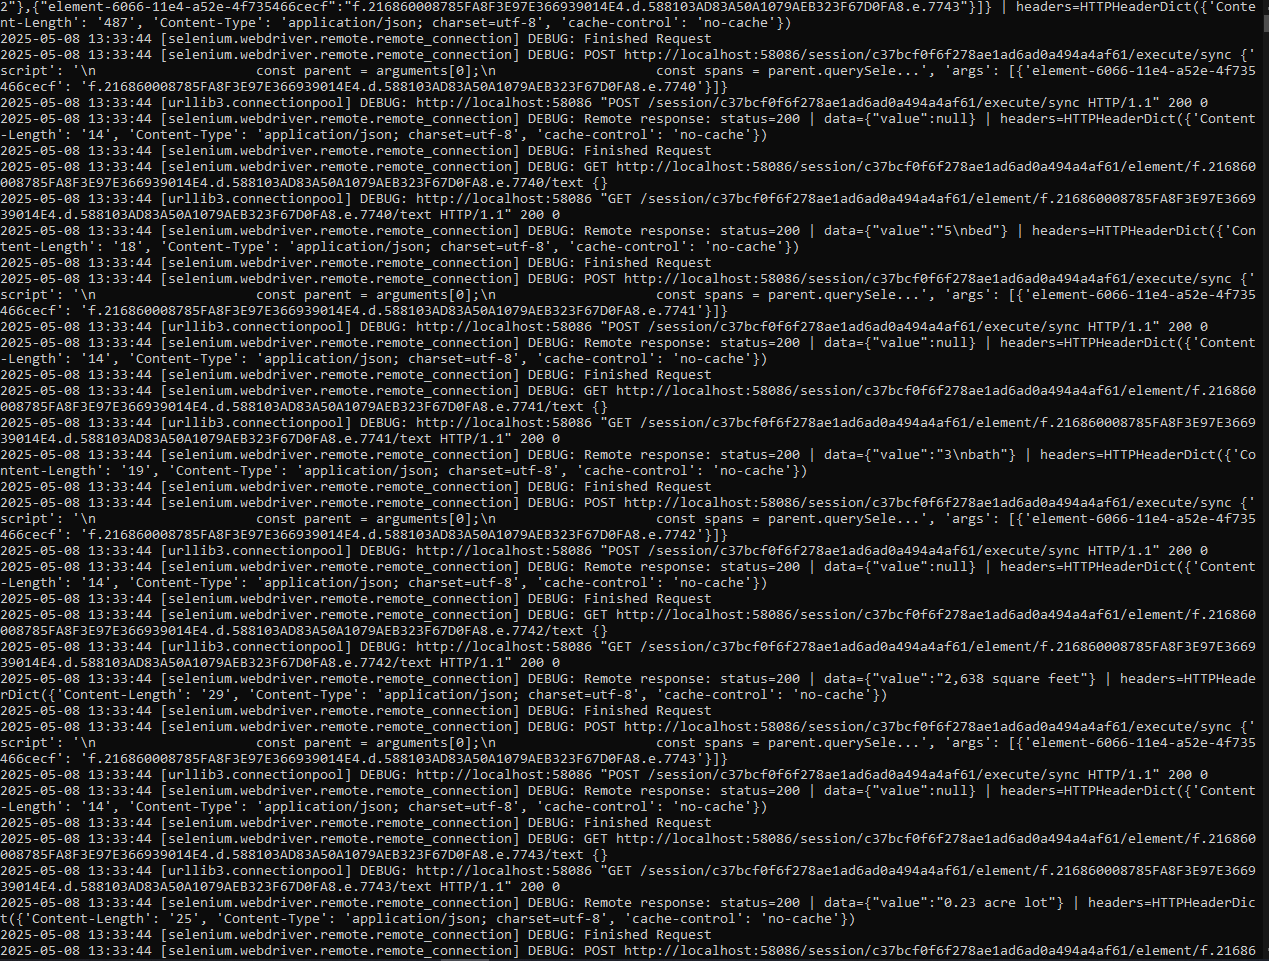 2"},{"element-6066-11e4-a52e-4f735466cecf":"f.216860008785FA8F3E97E366939014E4.d.588103AD83A50A1079AEB323F67D0FA8.e.7743"}]} | headers=HTTPHeaderDict({'Conte
nt-Length': '487', 'Content-Type': 'application/json; charset=utf-8', 'cache-control': 'no-cache'})
2025-05-08 13:33:44 [selenium.webdriver.remote.remote_connection] DEBUG: Finished Request
2025-05-08 13:33:44 [selenium.webdriver.remote.remote_connection] DEBUG: POST http://localhost:58086/session/c37bcf0f6f278ae1ad6ad0a494a4af61/execute/sync {'
script': '\n                    const parent = arguments[0];\n                    const spans = parent.querySele...', 'args': [{'element-6066-11e4-a52e-4f735
466cecf': 'f.216860008785FA8F3E97E366939014E4.d.588103AD83A50A1079AEB323F67D0FA8.e.7740'}]}
2025-05-08 13:33:44 [urllib3.connectionpool] DEBUG: http://localhost:58086 "POST /session/c37bcf0f6f278ae1ad6ad0a494a4af61/execute/sync HTTP/1.1" 200 0
2025-05-08 13:33:44 [selenium.webdriver.remote.remote_connection] DEBUG: Remote response: status=200 | data={"value":null} | headers=HTTPHeaderDict({'Content
-Length': '14', 'Content-Type': 'application/json; charset=utf-8', 'cache-control': 'no-cache'})
2025-05-08 13:33:44 [selenium.webdriver.remote.remote_connection] DEBUG: Finished Request
2025-05-08 13:33:44 [selenium.webdriver.remote.remote_connection] DEBUG: GET http://localhost:58086/session/c37bcf0f6f278ae1ad6ad0a494a4af61/element/f.216860
008785FA8F3E97E366939014E4.d.588103AD83A50A1079AEB323F67D0FA8.e.7740/text {}
2025-05-08 13:33:44 [urllib3.connectionpool] DEBUG: http://localhost:58086 "GET /session/c37bcf0f6f278ae1ad6ad0a494a4af61/element/f.216860008785FA8F3E97E3669
39014E4.d.588103AD83A50A1079AEB323F67D0FA8.e.7740/text HTTP/1.1" 200 0
2025-05-08 13:33:44 [selenium.webdriver.remote.remote_connection] DEBUG: Remote response: status=200 | data={"value":"5\nbed"} | headers=HTTPHeaderDict({'Con
tent-Length': '18', 'Content-Type': 'application/json; charset=utf-8', 'cache-control': 'no-cache'})
2025-05-08 13:33:44 [selenium.webdriver.remote.remote_connection] DEBUG: Finished Request
2025-05-08 13:33:44 [selenium.webdriver.remote.remote_connection] DEBUG: POST http://localhost:58086/session/c37bcf0f6f278ae1ad6ad0a494a4af61/execute/sync {'
script': '\n                    const parent = arguments[0];\n                    const spans = parent.querySele...', 'args': [{'element-6066-11e4-a52e-4f735
466cecf': 'f.216860008785FA8F3E97E366939014E4.d.588103AD83A50A1079AEB323F67D0FA8.e.7741'}]}
2025-05-08 13:33:44 [urllib3.connectionpool] DEBUG: http://localhost:58086 "POST /session/c37bcf0f6f278ae1ad6ad0a494a4af61/execute/sync HTTP/1.1" 200 0
2025-05-08 13:33:44 [selenium.webdriver.remote.remote_connection] DEBUG: Remote response: status=200 | data={"value":null} | headers=HTTPHeaderDict({'Content
-Length': '14', 'Content-Type': 'application/json; charset=utf-8', 'cache-control': 'no-cache'})
2025-05-08 13:33:44 [selenium.webdriver.remote.remote_connection] DEBUG: Finished Request
2025-05-08 13:33:44 [selenium.webdriver.remote.remote_connection] DEBUG: GET http://localhost:58086/session/c37bcf0f6f278ae1ad6ad0a494a4af61/element/f.216860
008785FA8F3E97E366939014E4.d.588103AD83A50A1079AEB323F67D0FA8.e.7741/text {}
2025-05-08 13:33:44 [urllib3.connectionpool] DEBUG: http://localhost:58086 "GET /session/c37bcf0f6f278ae1ad6ad0a494a4af61/element/f.216860008785FA8F3E97E3669
39014E4.d.588103AD83A50A1079AEB323F67D0FA8.e.7741/text HTTP/1.1" 200 0
2025-05-08 13:33:44 [selenium.webdriver.remote.remote_connection] DEBUG: Remote response: status=200 | data={"value":"3\nbath"} | headers=HTTPHeaderDict({'Co
ntent-Length': '19', 'Content-Type': 'application/json; charset=utf-8', 'cache-control': 'no-cache'})
2025-05-08 13:33:44 [selenium.webdriver.remote.remote_connection] DEBUG: Finished Request
2025-05-08 13:33:44 [selenium.webdriver.remote.remote_connection] DEBUG: POST http://localhost:58086/session/c37bcf0f6f278ae1ad6ad0a494a4af61/execute/sync {'
script': '\n                    const parent = arguments[0];\n                    const spans = parent.querySele...', 'args': [{'element-6066-11e4-a52e-4f735
466cecf': 'f.216860008785FA8F3E97E366939014E4.d.588103AD83A50A1079AEB323F67D0FA8.e.7742'}]}
2025-05-08 13:33:44 [urllib3.connectionpool] DEBUG: http://localhost:58086 "POST /session/c37bcf0f6f278ae1ad6ad0a494a4af61/execute/sync HTTP/1.1" 200 0
2025-05-08 13:33:44 [selenium.webdriver.remote.remote_connection] DEBUG: Remote response: status=200 | data={"value":null} | headers=HTTPHeaderDict({'Content
-Length': '14', 'Content-Type': 'application/json; charset=utf-8', 'cache-control': 'no-cache'})
2025-05-08 13:33:44 [selenium.webdriver.remote.remote_connection] DEBUG: Finished Request
2025-05-08 13:33:44 [selenium.webdriver.remote.remote_connection] DEBUG: GET http://localhost:58086/session/c37bcf0f6f278ae1ad6ad0a494a4af61/element/f.216860
008785FA8F3E97E366939014E4.d.588103AD83A50A1079AEB323F67D0FA8.e.7742/text {}
2025-05-08 13:33:44 [urllib3.connectionpool] DEBUG: http://localhost:58086 "GET /session/c37bcf0f6f278ae1ad6ad0a494a4af61/element/f.216860008785FA8F3E97E3669
39014E4.d.588103AD83A50A1079AEB323F67D0FA8.e.7742/text HTTP/1.1" 200 0
2025-05-08 13:33:44 [selenium.webdriver.remote.remote_connection] DEBUG: Remote response: status=200 | data={"value":"2,638 square feet"} | headers=HTTPHeade
rDict({'Content-Length': '29', 'Content-Type': 'application/json; charset=utf-8', 'cache-control': 'no-cache'})
2025-05-08 13:33:44 [selenium.webdriver.remote.remote_connection] DEBUG: Finished Request
2025-05-08 13:33:44 [selenium.webdriver.remote.remote_connection] DEBUG: POST http://localhost:58086/session/c37bcf0f6f278ae1ad6ad0a494a4af61/execute/sync {'
script': '\n                    const parent = arguments[0];\n                    const spans = parent.querySele...', 'args': [{'element-6066-11e4-a52e-4f735
466cecf': 'f.216860008785FA8F3E97E366939014E4.d.588103AD83A50A1079AEB323F67D0FA8.e.7743'}]}
2025-05-08 13:33:44 [urllib3.connectionpool] DEBUG: http://localhost:58086 "POST /session/c37bcf0f6f278ae1ad6ad0a494a4af61/execute/sync HTTP/1.1" 200 0
2025-05-08 13:33:44 [selenium.webdriver.remote.remote_connection] DEBUG: Remote response: status=200 | data={"value":null} | headers=HTTPHeaderDict({'Content
-Length': '14', 'Content-Type': 'application/json; charset=utf-8', 'cache-control': 'no-cache'})
2025-05-08 13:33:44 [selenium.webdriver.remote.remote_connection] DEBUG: Finished Request
2025-05-08 13:33:44 [selenium.webdriver.remote.remote_connection] DEBUG: GET http://localhost:58086/session/c37bcf0f6f278ae1ad6ad0a494a4af61/element/f.216860
008785FA8F3E97E366939014E4.d.588103AD83A50A1079AEB323F67D0FA8.e.7743/text {}
2025-05-08 13:33:44 [urllib3.connectionpool] DEBUG: http://localhost:58086 "GET /session/c37bcf0f6f278ae1ad6ad0a494a4af61/element/f.216860008785FA8F3E97E3669
39014E4.d.588103AD83A50A1079AEB323F67D0FA8.e.7743/text HTTP/1.1" 200 0
2025-05-08 13:33:44 [selenium.webdriver.remote.remote_connection] DEBUG: Remote response: status=200 | data={"value":"0.23 acre lot"} | headers=HTTPHeaderDic
t({'Content-Length': '25', 'Content-Type': 'application/json; charset=utf-8', 'cache-control': 'no-cache'})
2025-05-08 13:33:44 [selenium.webdriver.remote.remote_connection] DEBUG: Finished Request
2025-05-08 13:33:44 [selenium.webdriver.remote.remote_connection] DEBUG: POST http://localhost:58086/session/c37bcf0f6f278ae1ad6ad0a494a4af61/element/f.21686